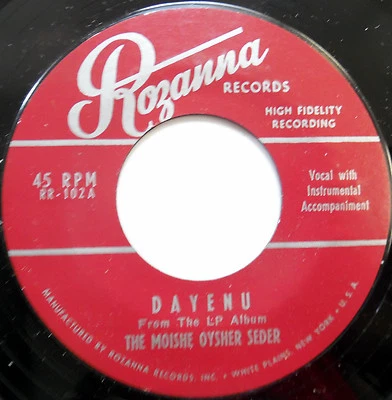 Rozanna
RECORDS
HIGH FIDELITY
RECORDING
45 RPM
RR-102A
Vocal with
Instrumental
Accompaniment
DAYENU
From The LP Album
THE MOISHE OYSHER SEDER
MANUFACTURED BY ROZANNA RECORDS, INC. • WHITE PLAINS, NEW YORK • U.S.A.